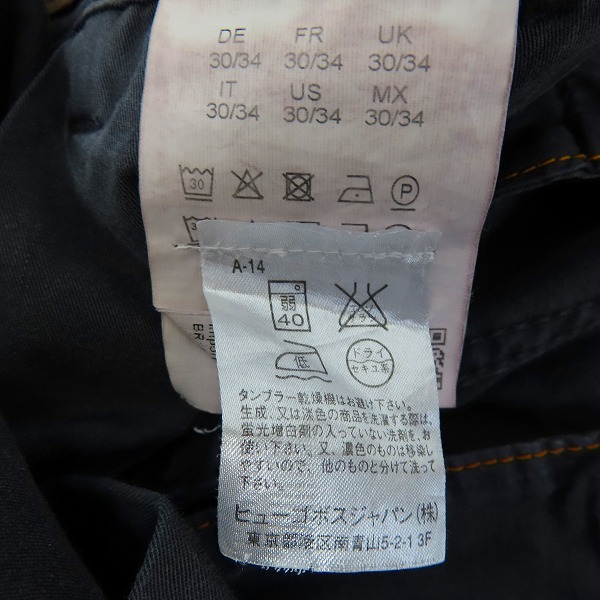 DE FR UK
30/34 30/34 30/34
IT US MX
30/34 30/34 30/34
30 P
A-14
弱
40
エンソ
サラシ
低
ドライ
セキユ系
タンブラー乾燥機はお避け下さい。
生成、又は淡色の商品を洗濯する際は、
蛍光増白剤の入っていない洗剤を、お
使い下さい。又、濃色のものは移染し
やすいので、他のものと分けて洗って
下さい。
ヒューゴボスジャパン(株)
東京都港区南青山5-2-1 3F